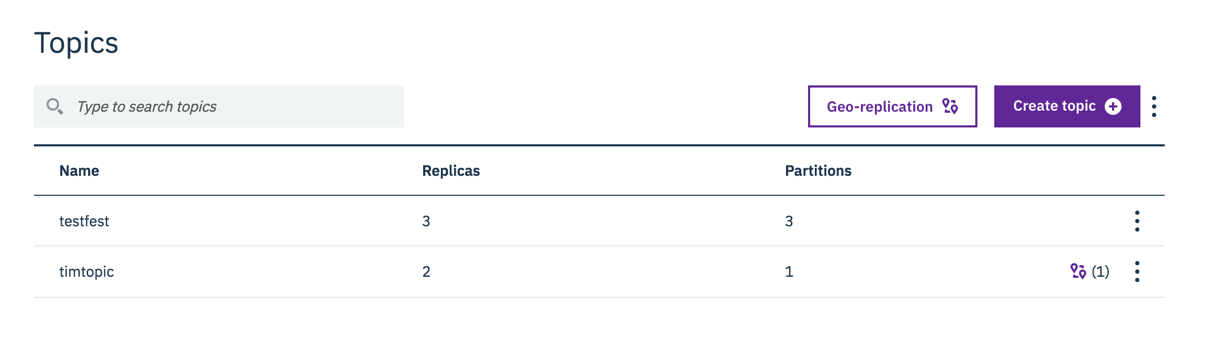 Topics
Type to search topics
Geo-replication
Create topic
Name Replicas Partitions
testfest 3 3
timtopic 2 1 (1)